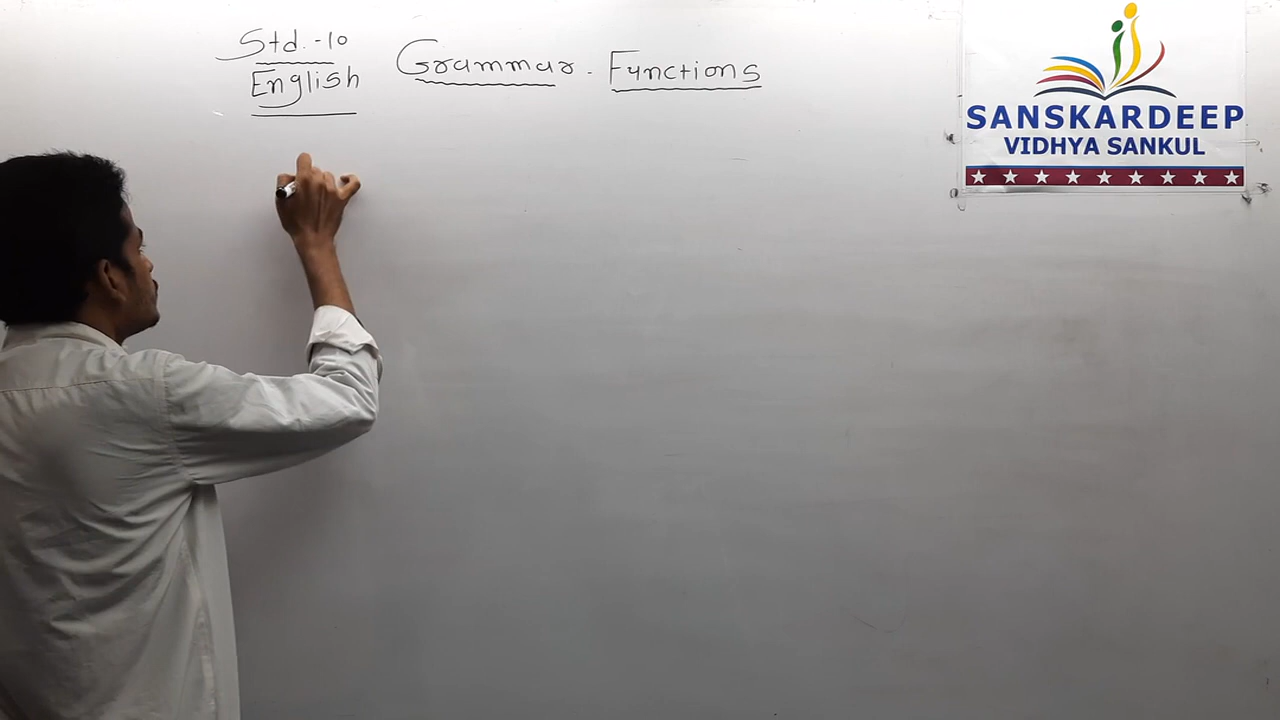 Std. - 10
English
Grammar - Functions
SANSKARDEEP
VIDHYA SANKUL